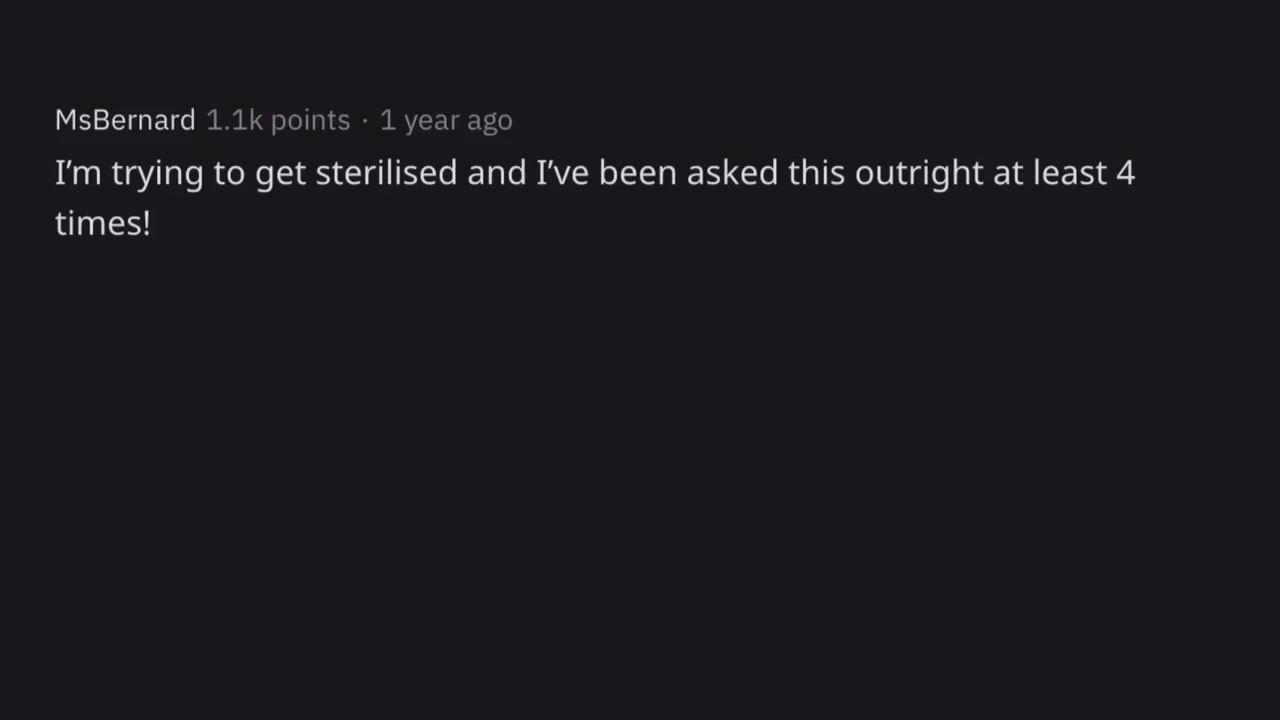 MsBernard 1.1k points · 1 year ago
I’m trying to get sterilised and I’ve been asked this outright at least 4
times!